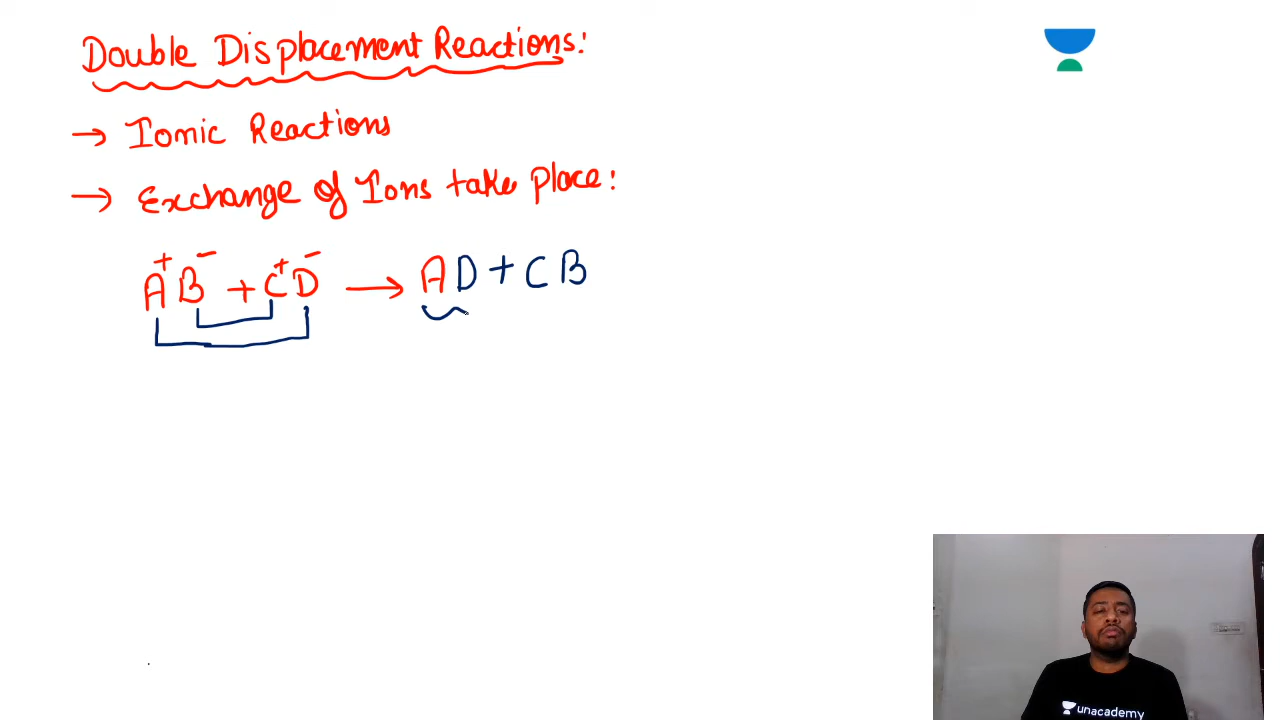 Double Displacement Reactions:
→ Ionic Reactions
→ Exchange of Ions take place:
A⁺B⁻ + C⁺D⁻ → AD + CB
unacademy